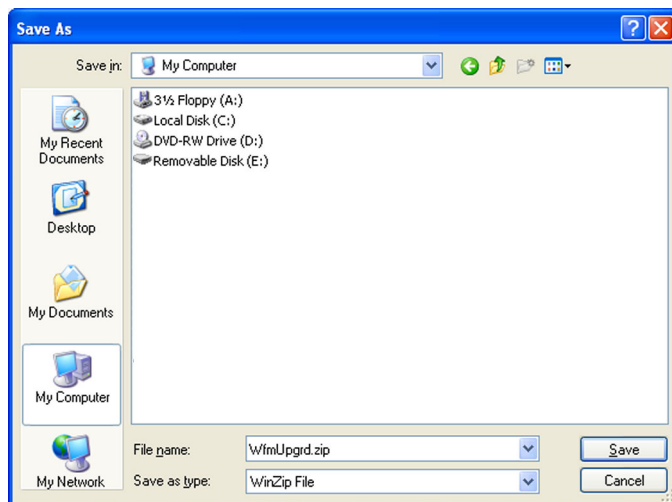 Save As
Save in:
My Computer
My Recent
Documents
Desktop
My Documents
My Computer
My Network
3½ Floppy (A:)
Local Disk (C:)
DVD-RW Drive (D:)
Removable Disk (E:)
File name:
WfmUpgrd.zip
Save
Save as type:
WinZip File
Cancel